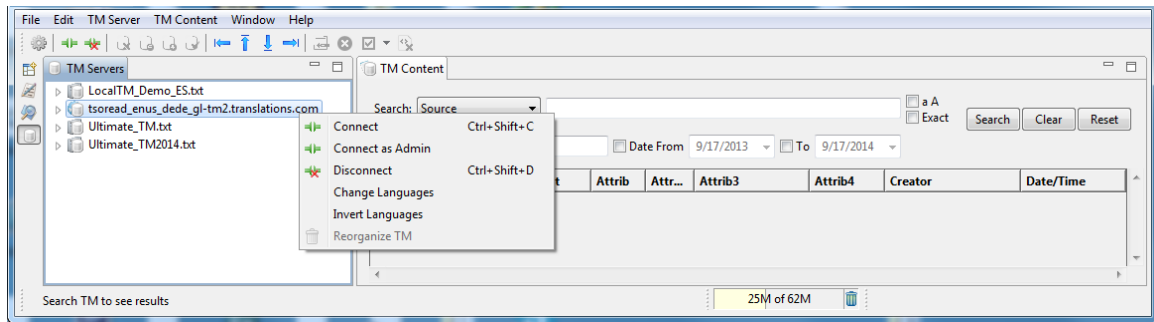 File Edit TM Server TM Content Window Help
TM Servers
LocalTM_Demo_ES.txt
tsoread_enus_dede_gl-tm2.translations.com
Ultimate_TM.txt
Ultimate_TM2014.txt
Connect Ctrl+Shift+C
Connect as Admin
Disconnect Ctrl+Shift+D
Change Languages
Invert Languages
Reorganize TM
TM Content
Search: Source a A
Exact Search Clear Reset
Date From 9/17/2013 To 9/17/2014
t Attrib Attr... Attrib3 Attrib4 Creator Date/Time
Search TM to see results 25M of 62M